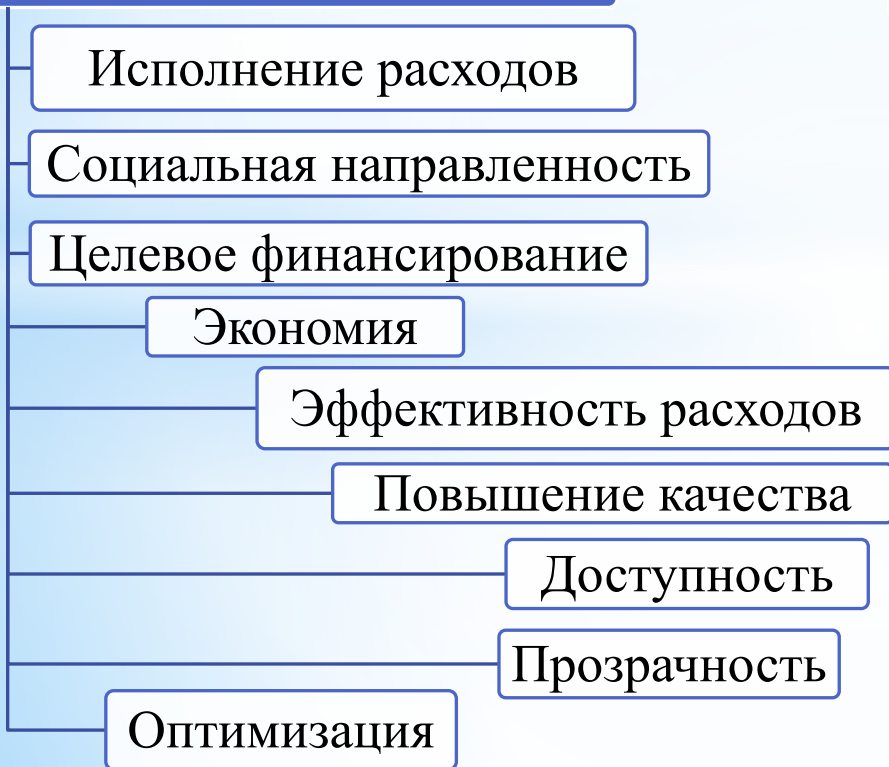 Исполнение расходов
Социальная направленность
Целевое финансирование
Экономия
Эффективность расходов
Повышение качества
Доступность
Прозрачность
Оптимизация